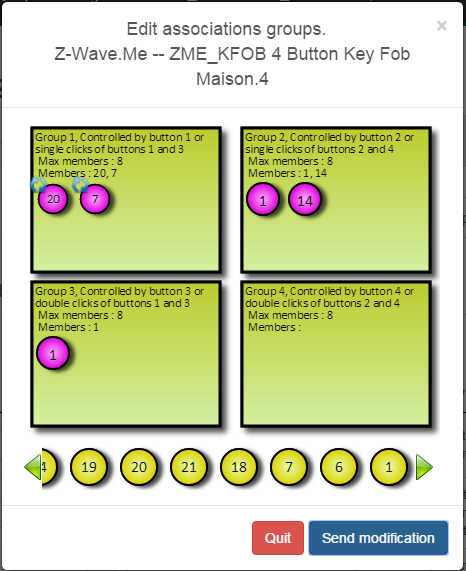 Edit associations groups.
×
Z-Wave.Me -- ZME_KFOB 4 Button Key Fob
Maison.4
Group 1, Controlled by button 1 or
single clicks of buttons 1 and 3
Max members : 8
Members : 20, 7
20 7
Group 2, Controlled by button 2 or
single clicks of buttons 2 and 4
Max members : 8
Members : 1, 14
1 14
Group 3, Controlled by button 3 or
double clicks of buttons 1 and 3
Max members : 8
Members : 1
1
Group 4, Controlled by button 4 or
double clicks of buttons 2 and 4
Max members : 8
Members :
4 19 20 21 18 7 6 1
Quit Send modification